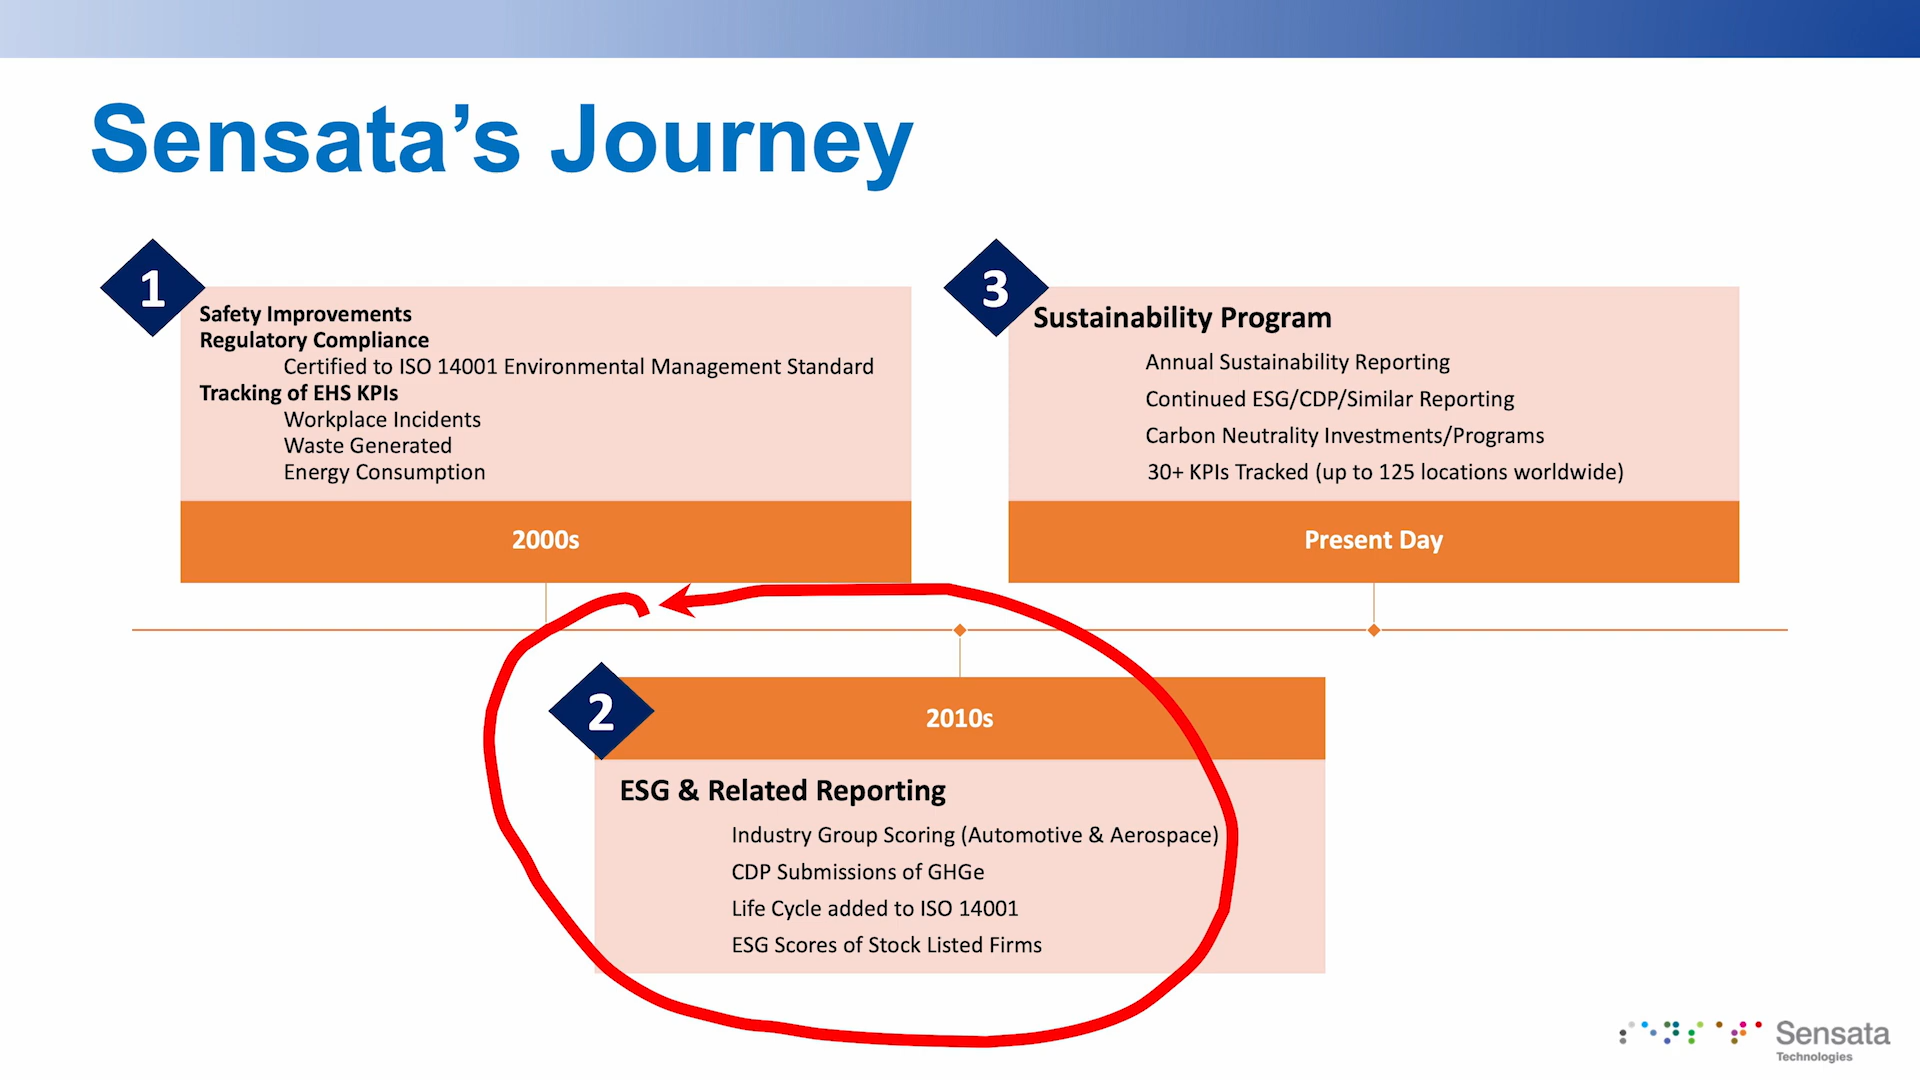 Sensata’s Journey
1
Safety Improvements
Regulatory Compliance
Certified to ISO 14001 Environmental Management Standard
Tracking of EHS KPIs
Workplace Incidents
Waste Generated
Energy Consumption
2000s
3
Sustainability Program
Annual Sustainability Reporting
Continued ESG/CDP/Similar Reporting
Carbon Neutrality Investments/Programs
30+ KPIs Tracked (up to 125 locations worldwide)
Present Day
2
2010s
ESG & Related Reporting
Industry Group Scoring (Automotive & Aerospace)
CDP Submissions of GHGe
Life Cycle added to ISO 14001
ESG Scores of Stock Listed Firms
Sensata
Technologies